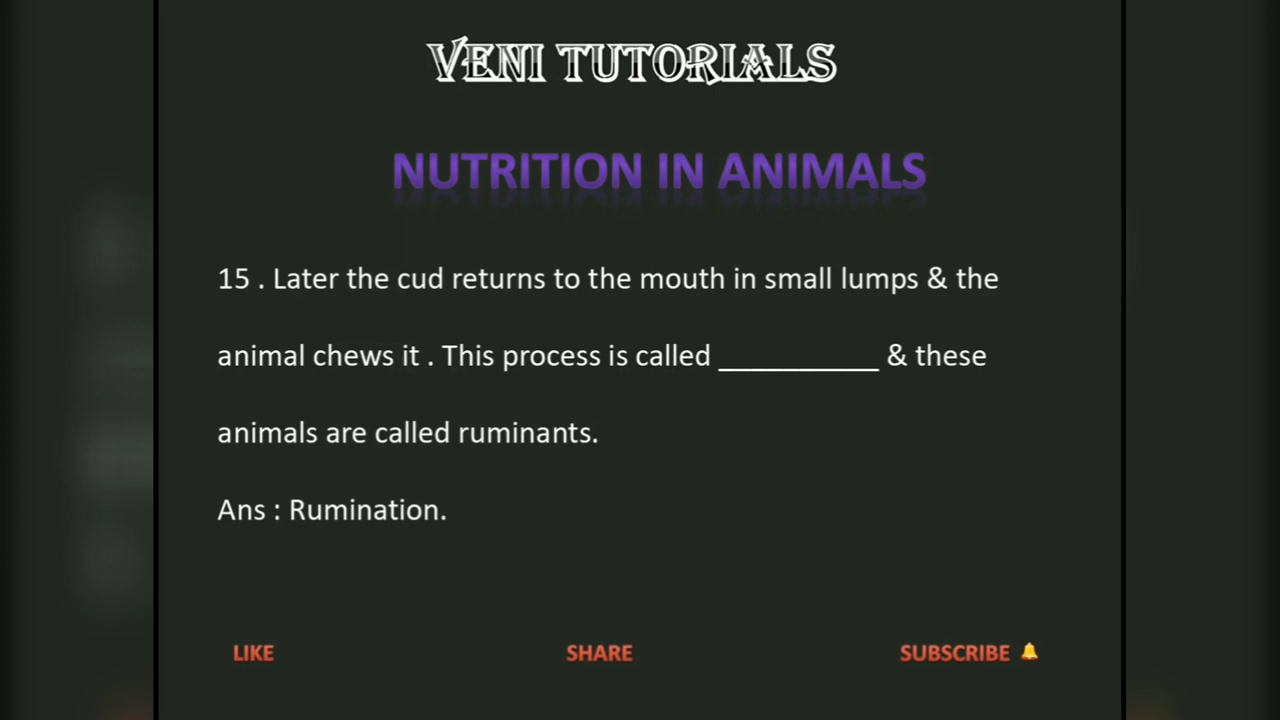 VENI TUTORIALS
NUTRITION IN ANIMALS
15 . Later the cud returns to the mouth in small lumps & the
animal chews it . This process is called __________ & these
animals are called ruminants.
Ans : Rumination.
LIKE SHARE SUBSCRIBE 🔔